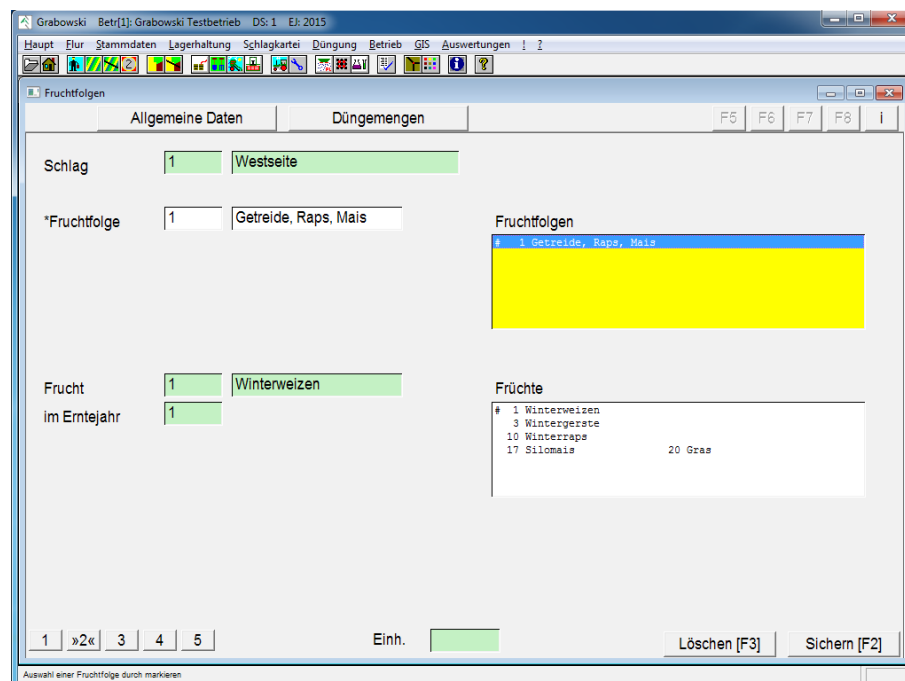 Grabowski Betr[1]: Grabowski Testbetrieb DS: 1 EJ: 2015
Haupt Flur Stammdaten Lagerhaltung Schlagkartei Düngung Betrieb GIS Auswertungen ! ?
Fruchtfolgen
Allgemeine Daten Düngemengen F5 F6 F7 F8 i
Schlag 1 Westseite
*Fruchtfolge 1 Getreide, Raps, Mais
Fruchtfolgen
# 1 Getreide, Raps, Mais
Frucht 1 Winterweizen
im Erntejahr 1
Früchte
# 1 Winterweizen
3 Wintergerste
10 Winterraps
17 Silomais 20 Gras
1 »2« 3 4 5 Einh. Löschen [F3] Sichern [F2]
Auswahl einer Fruchtfolge durch markieren